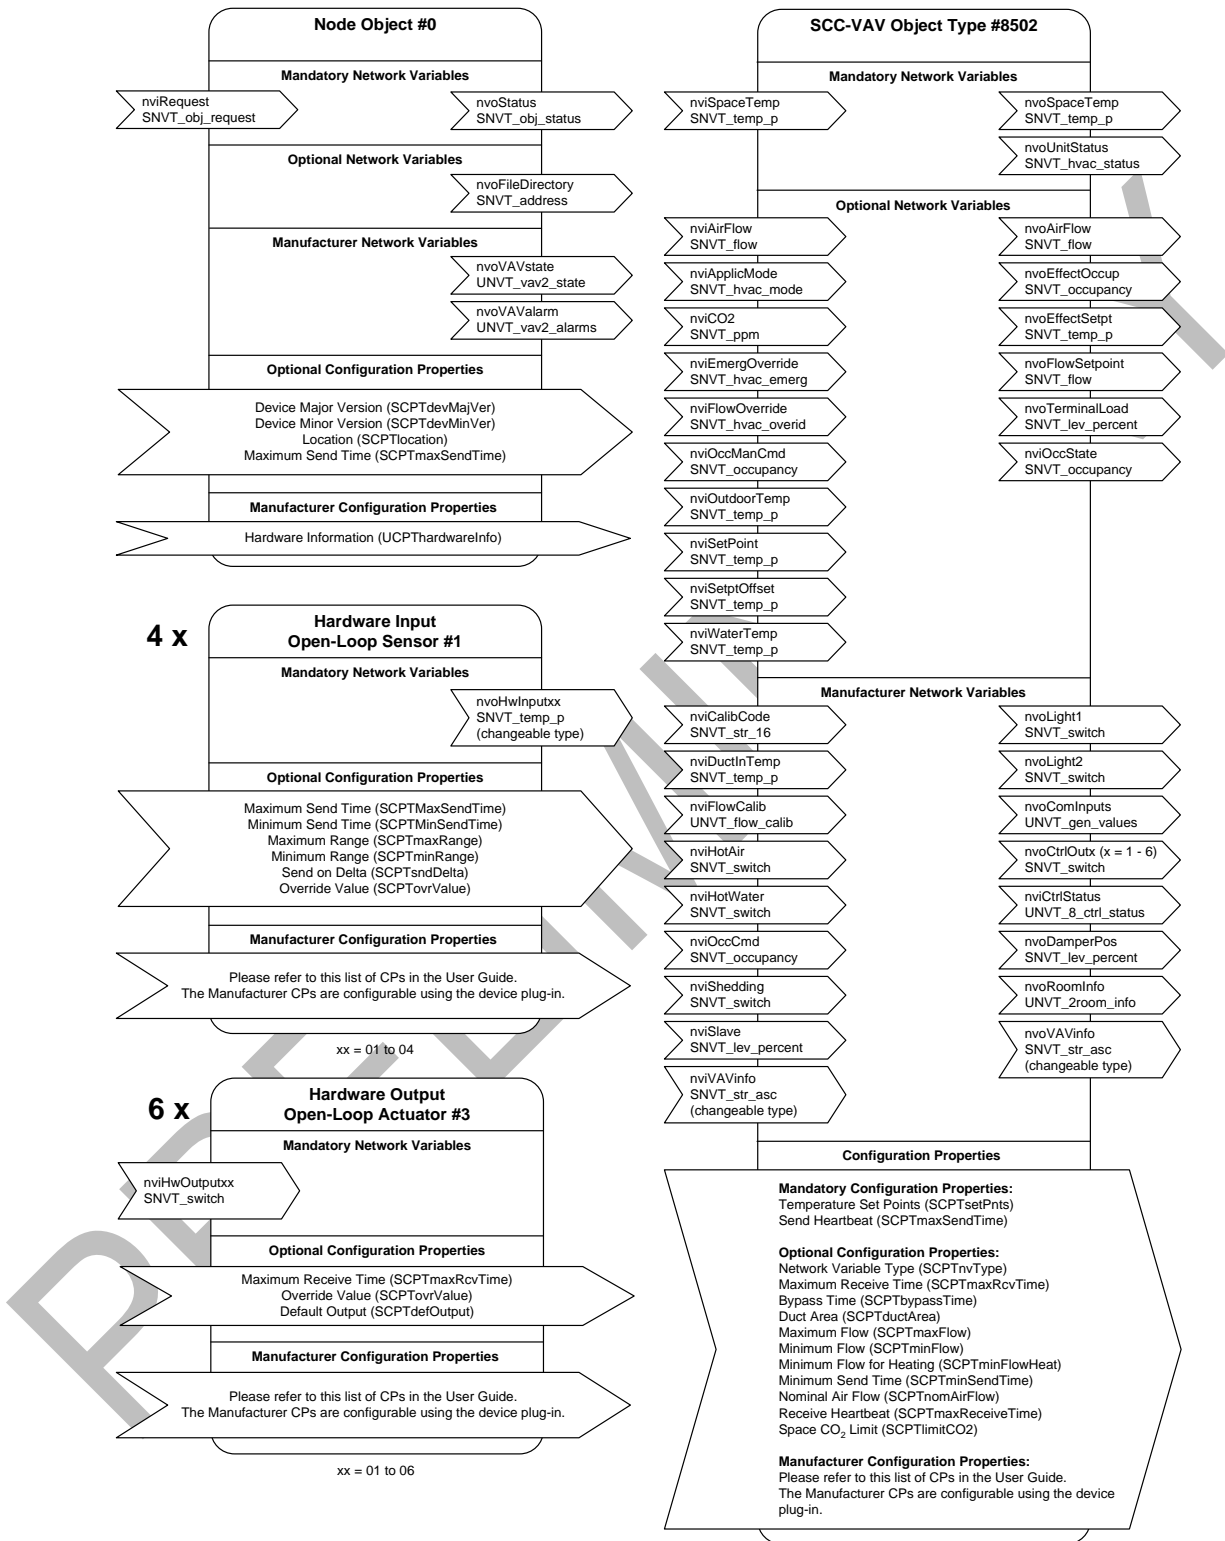 Node Object #0
Mandatory Network Variables
nviRequest
SNVT_obj_request
nvoStatus
SNVT_obj_status
Optional Network Variables
nvoFileDirectory
SNVT_address
Manufacturer Network Variables
nvoVAVstate
UNVT_vav2_state
nvoVAValarm
UNVT_vav2_alarms
Optional Configuration Properties
Device Major Version (SCPTdevMajVer)
Device Minor Version (SCPTdevMinVer)
Location (SCPTlocation)
Maximum Send Time (SCPTmaxSendTime)
Manufacturer Configuration Properties
Hardware Information (UCPThardwareInfo)
4 x
Hardware Input
Open-Loop Sensor #1
Mandatory Network Variables
nvoHwInputxx
SNVT_temp_p
(changeable type)
Optional Configuration Properties
Maximum Send Time (SCPTMaxSendTime)
Minimum Send Time (SCPTMinSendTime)
Maximum Range (SCPTmaxRange)
Minimum Range (SCPTminRange)
Send on Delta (SCPTsndDelta)
Override Value (SCPTovrValue)
Manufacturer Configuration Properties
Please refer to this list of CPs in the User Guide.
The Manufacturer CPs are configurable using the device plug-in.
xx = 01 to 04
6 x
Hardware Output
Open-Loop Actuator #3
Mandatory Network Variables
nviHwOutputxx
SNVT_switch
Optional Configuration Properties
Maximum Receive Time (SCPTmaxRcvTime)
Override Value (SCPTovrValue)
Default Output (SCPTdefOutput)
Manufacturer Configuration Properties
Please refer to this list of CPs in the User Guide.
The Manufacturer CPs are configurable using the device plug-in.
xx = 01 to 06
SCC-VAV Object Type #8502
Mandatory Network Variables
nviSpaceTemp
SNVT_temp_p
nvoSpaceTemp
SNVT_temp_p
nvoUnitStatus
SNVT_hvac_status
Optional Network Variables
nviAirFlow
SNVT_flow
nviApplicMode
SNVT_hvac_mode
nviCO2
SNVT_ppm
nviEmergOverride
SNVT_hvac_emerg
nviFlowOverride
SNVT_hvac_overid
nviOccManCmd
SNVT_occupancy
nviOutdoorTemp
SNVT_temp_p
nviSetPoint
SNVT_temp_p
nviSetptOffset
SNVT_temp_p
nviWaterTemp
SNVT_temp_p
nvoAirFlow
SNVT_flow
nvoEffectOccup
SNVT_occupancy
nvoEffectSetpt
SNVT_temp_p
nvoFlowSetpoint
SNVT_flow
nvoTerminalLoad
SNVT_lev_percent
nviOccState
SNVT_occupancy
Manufacturer Network Variables
nviCalibCode
SNVT_str_16
nviDuctInTemp
SNVT_temp_p
nviFlowCalib
UNVT_flow_calib
nviHotAir
SNVT_switch
nviHotWater
SNVT_switch
nviOccCmd
SNVT_occupancy
nviShedding
SNVT_switch
nviSlave
SNVT_lev_percent
nviVAVinfo
SNVT_str_asc
(changeable type)
nvoLight1
SNVT_switch
nvoLight2
SNVT_switch
nvoComInputs
UNVT_gen_values
nvoCtrlOutx (x = 1 - 6)
SNVT_switch
nviCtrlStatus
UNVT_8_ctrl_status
nvoDamperPos
SNVT_lev_percent
nvoRoomInfo
UNVT_2room_info
nvoVAVinfo
SNVT_str_asc
(changeable type)
Configuration Properties
Mandatory Configuration Properties:
Temperature Set Points (SCPTsetPnts)
Send Heartbeat (SCPTmaxSendTime)
Optional Configuration Properties:
Network Variable Type (SCPTnvType)
Maximum Receive Time (SCPTmaxRcvTime)
Bypass Time (SCPTbypassTime)
Duct Area (SCPTductArea)
Maximum Flow (SCPTmaxFlow)
Minimum Flow (SCPTminFlow)
Minimum Flow for Heating (SCPTminFlowHeat)
Minimum Send Time (SCPTminSendTime)
Nominal Air Flow (SCPTnomAirFlow)
Receive Heartbeat (SCPTmaxReceiveTime)
Space CO2 Limit (SCPTlimitCO2)
Manufacturer Configuration Properties:
Please refer to this list of CPs in the User Guide.
The Manufacturer CPs are configurable using the device
plug-in.